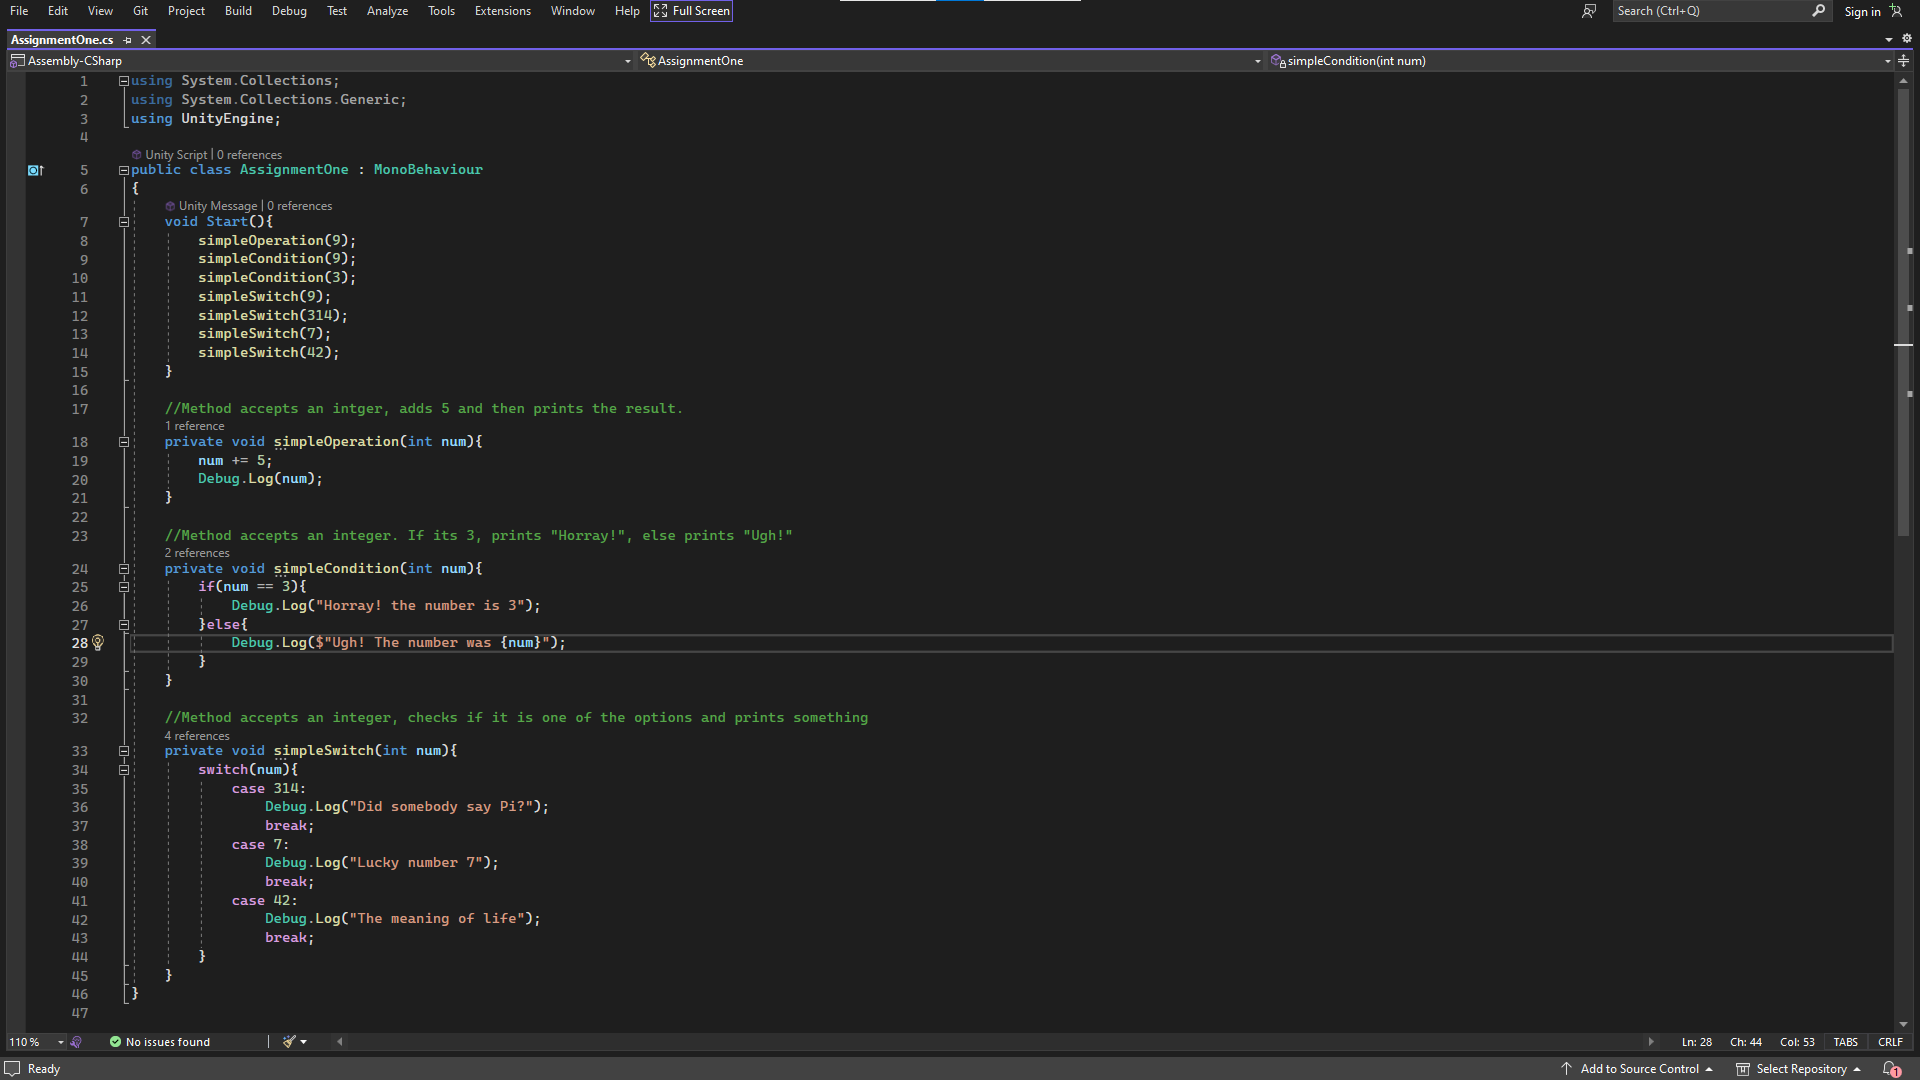 File Edit View Git Project Build Debug Test Analyze Tools Extensions Window Help Full Screen Search (Ctrl+Q) Sign in
AssignmentOne.cs
Assembly-CSharp AssignmentOne simpleCondition(int num)
1 using System.Collections;
2 using System.Collections.Generic;
3 using UnityEngine;
4
Unity Script | 0 references
5 public class AssignmentOne : MonoBehaviour
6 {
Unity Message | 0 references
7 void Start(){
8 simpleOperation(9);
9 simpleCondition(9);
10 simpleCondition(3);
11 simpleSwitch(9);
12 simpleSwitch(314);
13 simpleSwitch(7);
14 simpleSwitch(42);
15 }
16
17 //Method accepts an intger, adds 5 and then prints the result.
1 reference
18 private void simpleOperation(int num){
19 num += 5;
20 Debug.Log(num);
21 }
22
23 //Method accepts an integer. If its 3, prints "Horray!", else prints "Ugh!"
2 references
24 private void simpleCondition(int num){
25 if(num == 3){
26 Debug.Log("Horray! the number is 3");
27 }else{
28 Debug.Log($"Ugh! The number was {num}");
29 }
30 }
31
32 //Method accepts an integer, checks if it is one of the options and prints something
4 references
33 private void simpleSwitch(int num){
34 switch(num){
35 case 314:
36 Debug.Log("Did somebody say Pi?");
37 break;
38 case 7:
39 Debug.Log("Lucky number 7");
40 break;
41 case 42:
42 Debug.Log("The meaning of life");
43 break;
44 }
45 }
46 }
47
110 % No issues found Ln: 28 Ch: 44 Col: 53 TABS CRLF
Ready Add to Source Control Select Repository 1